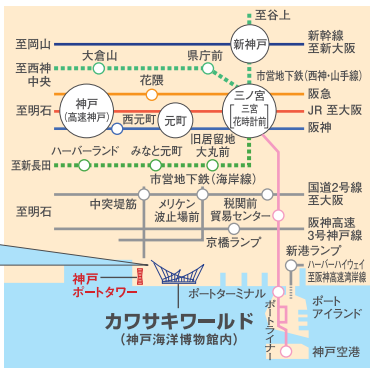 至谷上
至岡山
新神戸
新幹線
至新大阪
大倉山
県庁前
至西神
中央
市営地下鉄(西神・山手線)
花隈
三ノ宮
三宮
花時計前
阪急
神戸
(高速神戸)
至明石
JR 至大阪
西元町
元町
阪神
旧居留地
大丸前
ハーバーランド
みなと元町
至新長田
市営地下鉄(海岸線)
国道2号線
至大阪
中突堤筋
メリケン
波止場前
税関前
貿易センター
至明石
阪神高速
3号神戸線
京橋ランプ
新港ランプ
ハーバーハイウェイ
至阪神高速湾岸線
神戸
ポートタワー
ポートターミナル
ポート
アイランド
カワサキワールド
(神戸海洋博物館内)
ポートライナー
神戸空港